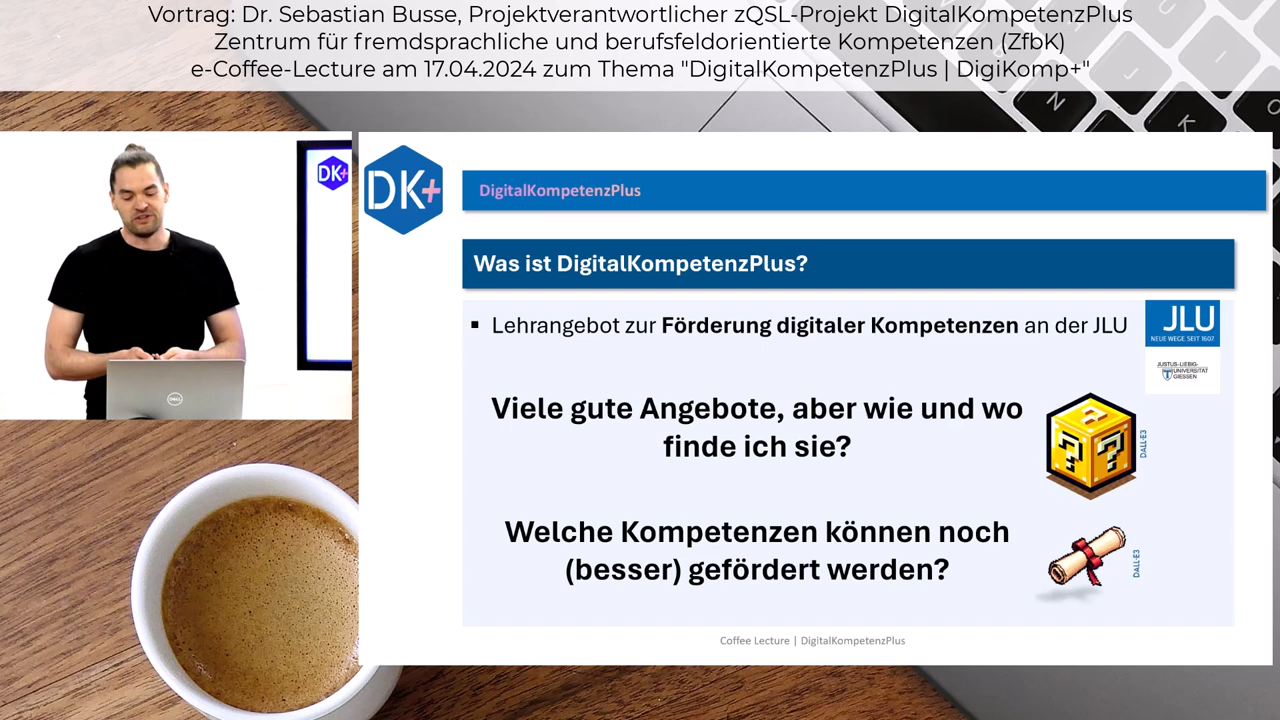 Vortrag: Dr. Sebastian Busse, Projektverantwortlicher zQSL-Projekt DigitalKompetenzPlus
Zentrum für fremdsprachliche und berufsfeldorientierte Kompetenzen (ZfbK)
e-Coffee-Lecture am 17.04.2024 zum Thema "DigitalKompetenzPlus | DigiKomp+"
N
J
U
K
O
DK+
DELL
DK+
DigitalKompetenzPlus
Was ist DigitalKompetenzPlus?
▪ Lehrangebot zur Förderung digitaler Kompetenzen an der JLU
JLU
NEUE WEGE. SEIT 1607.
JUSTUS-LIEBIG-
UNIVERSITÄT
GIESSEN
Viele gute Angebote, aber wie und wo
finde ich sie?
? ? ?
DALL·E3
Welche Kompetenzen können noch
(besser) gefördert werden?
DALL·E3
Coffee Lecture | DigitalKompetenzPlus